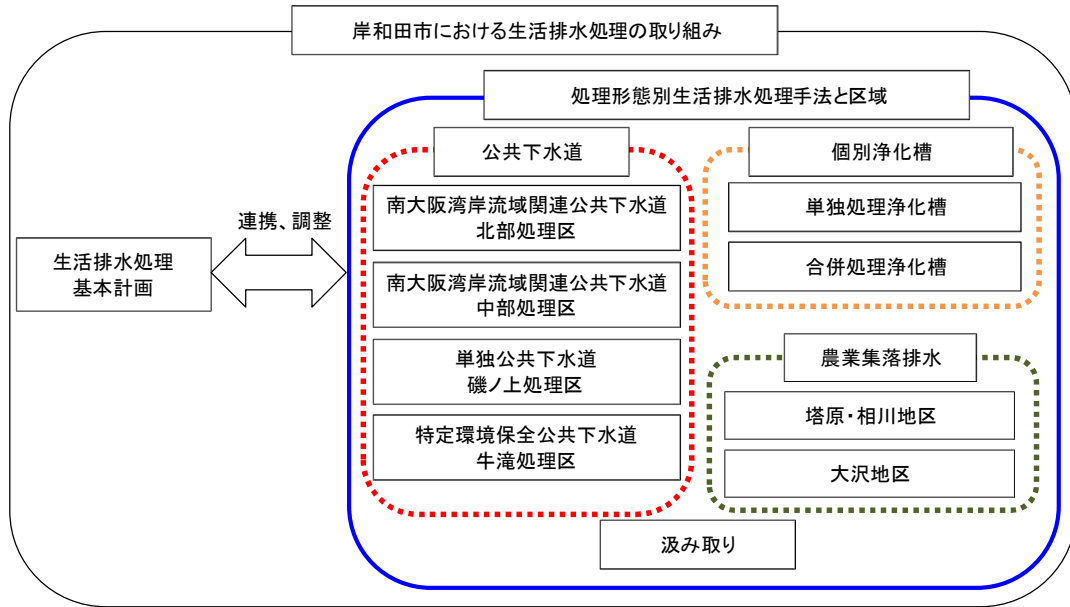 岸和田市における生活排水処理の取り組み
処理形態別生活排水処理手法と区域
公共下水道
南大阪湾岸流域関連公共下水道
北部処理区
南大阪湾岸流域関連公共下水道
中部処理区
単独公共下水道
磯ノ上処理区
特定環境保全公共下水道
牛滝処理区
個別浄化槽
単独処理浄化槽
合併処理浄化槽
農業集落排水
塔原・相川地区
大沢地区
汲み取り
連携、調整
生活排水処理
基本計画